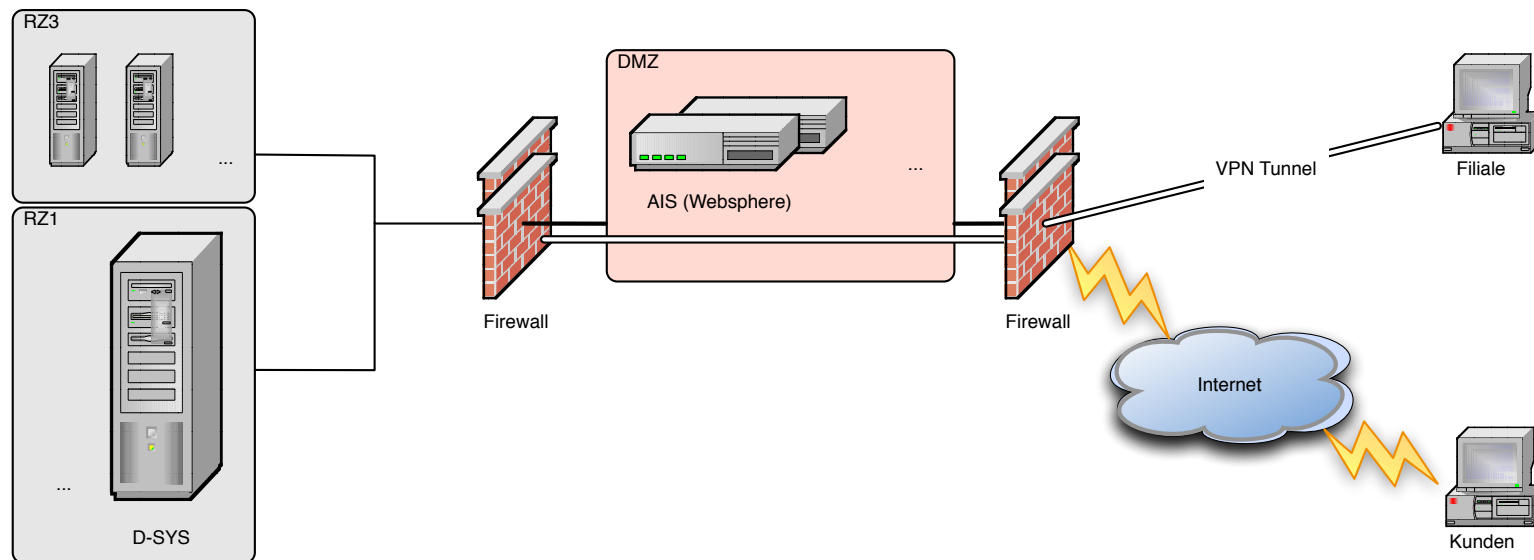 RZ3
...
RZ1
...
D-SYS
Firewall
DMZ
...
AIS (Websphere)
Firewall
VPN Tunnel
Filiale
Internet
Kunden